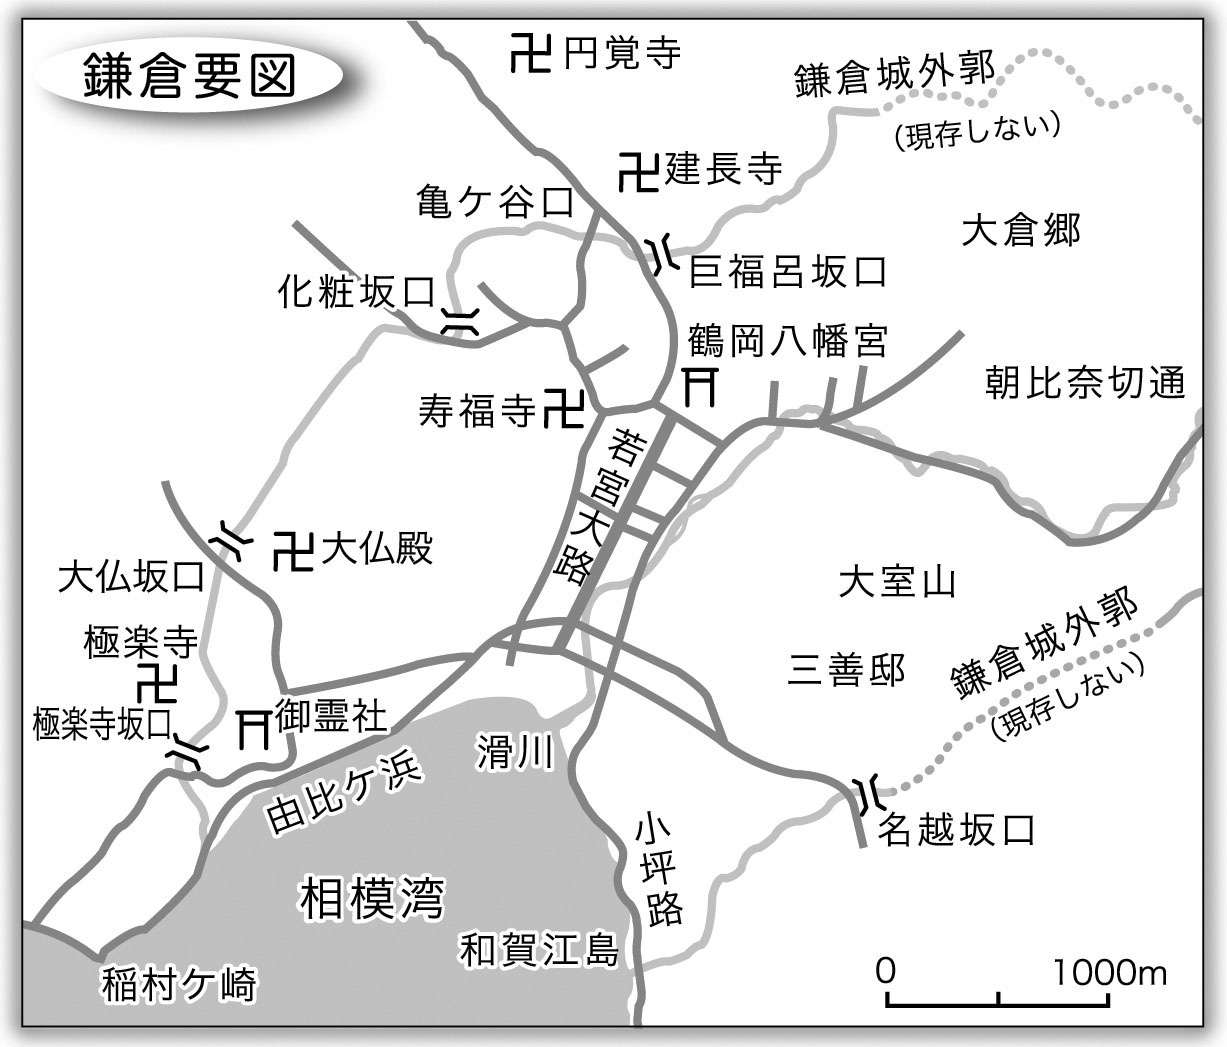 鎌倉要図
円覚寺
鎌倉城外郭
（現存しない）
建長寺
亀ケ谷口
大倉郷
巨福呂坂口
化粧坂口
鶴岡八幡宮
朝比奈切通
寿福寺
若宮大路
大仏殿
大仏坂口
大室山
鎌倉城外郭
（現存しない）
極楽寺
三善邸
極楽寺坂口
御霊社
滑川
由比ケ浜
名越坂口
小坪路
相模湾
和賀江島
稲村ケ崎
0
1000m